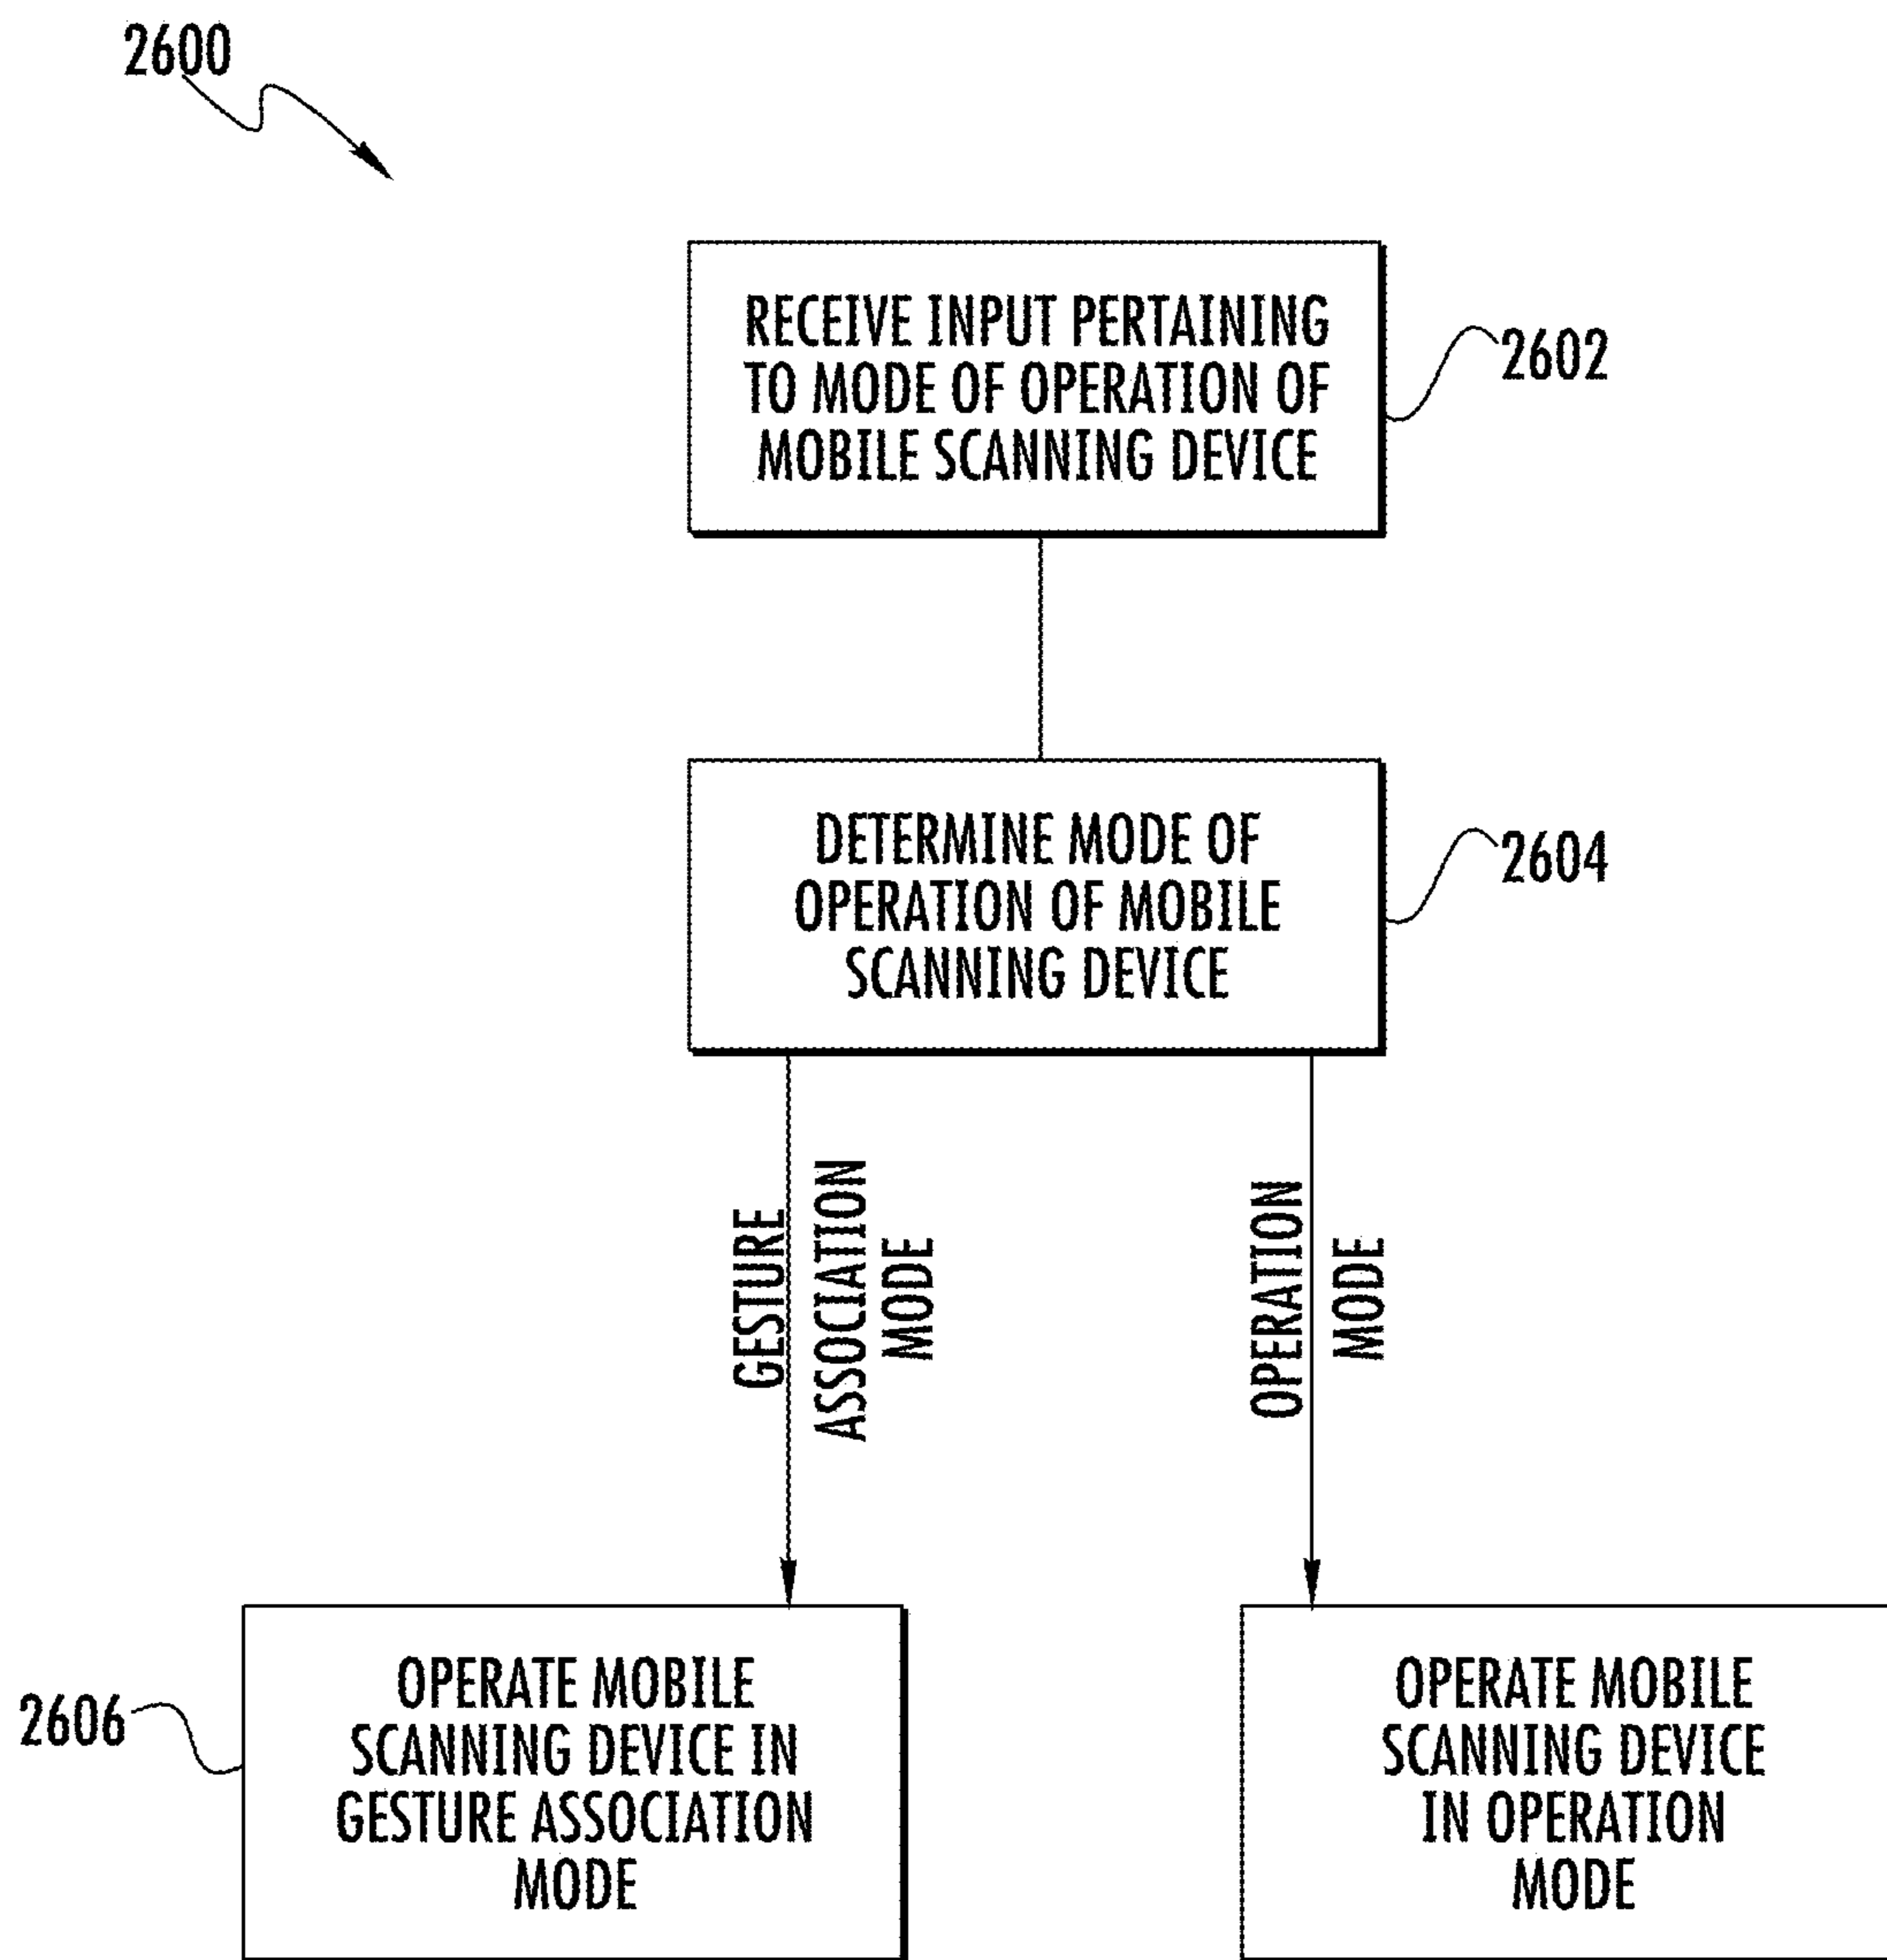 2600
RECEIVE INPUT PERTAINING
TO MODE OF OPERATION OF
MOBILE SCANNING DEVICE
2602
DETERMINE MODE OF
OPERATION OF MOBILE
SCANNING DEVICE
2604
GESTURE
ASSOCIATION
MODE
OPERATION
MODE
2606
OPERATE MOBILE
SCANNING DEVICE IN
GESTURE ASSOCIATION
MODE
OPERATE MOBILE
SCANNING DEVICE
IN OPERATION
MODE